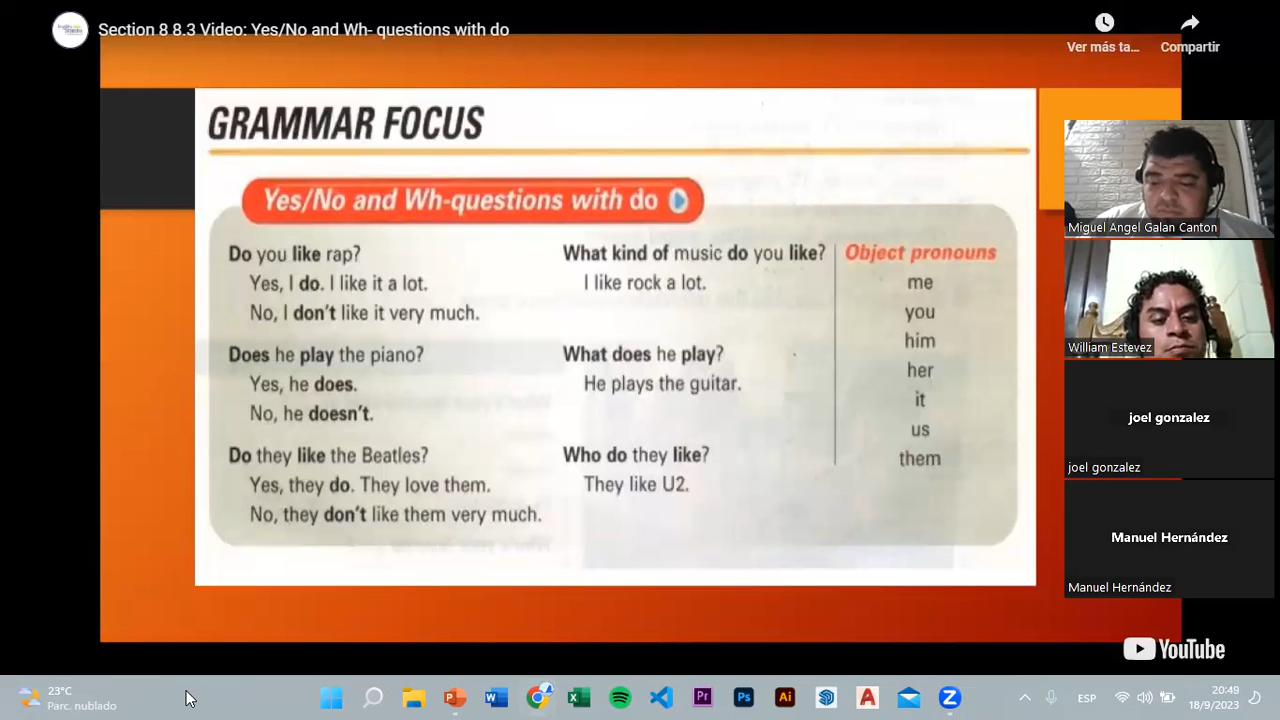 Section 8 8.3 Video: Yes/No and Wh- questions with do
Ver más ta...
Compartir
GRAMMAR FOCUS
Yes/No and Wh-questions with do
Do you like rap?
Yes, I do. I like it a lot.
No, I don't like it very much.
Does he play the piano?
Yes, he does.
No, he doesn't.
Do they like the Beatles?
Yes, they do. They love them.
No, they don't like them very much.
What kind of music do you like?
I like rock a lot.
What does he play?
He plays the guitar.
Who do they like?
They like U2.
Object pronouns
me
you
him
her
it
us
them
Miguel Angel Galan Canton
William Estevez
joel gonzalez
joel gonzalez
Manuel Hernández
Manuel Hernández
YouTube
23°C
Parc. nublado
ESP
20:49
18/9/2023